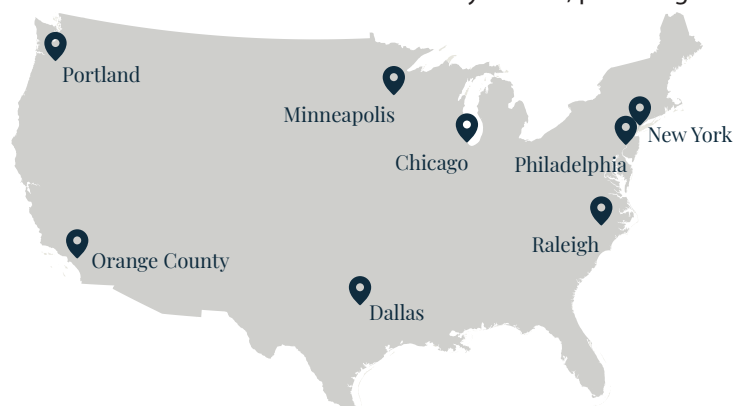 Portland
Minneapolis
New York
Chicago
Philadelphia
Raleigh
Orange County
Dallas